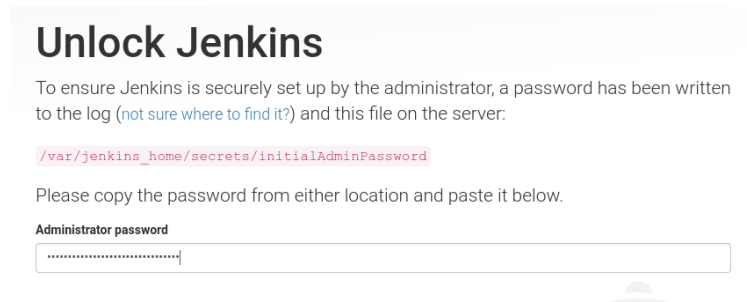 Unlock Jenkins
To ensure Jenkins is securely set up by the administrator, a password has been written
to the log (not sure where to find it?) and this file on the server:
/var/jenkins_home/secrets/initialAdminPassword
Please copy the password from either location and paste it below.
Administrator password
••••••••••••••••••••••••••••••••